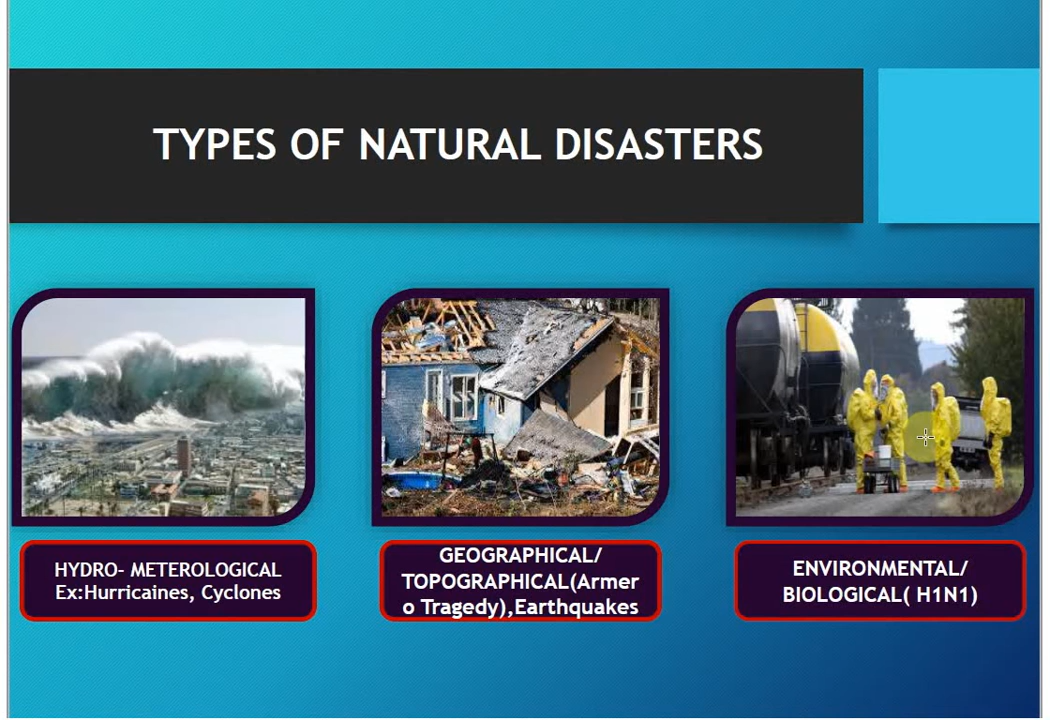 TYPES OF NATURAL DISASTERS
HYDRO- METEROLOGICAL
Ex:Hurricaines, Cyclones
GEOGRAPHICAL/
TOPOGRAPHICAL(Armer
o Tragedy),Earthquakes
ENVIRONMENTAL/
BIOLOGICAL( H1N1)